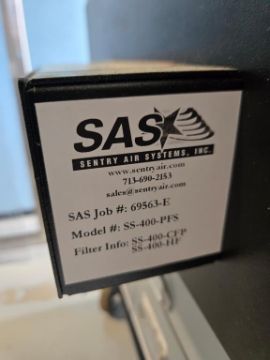 SAS
SENTRY AIR SYSTEMS, INC.
www.sentryair.com
713-690-2153
sales@sentryair.com
SAS Job #: 69563-E
Model #: SS-400-PFS
Filter Info: SS-400-CFP
SS-400-HF